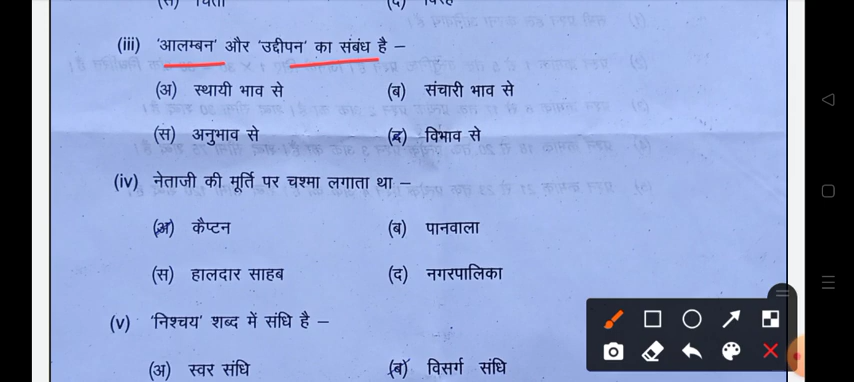 (iii) 'आलम्बन' और 'उद्दीपन' का संबंध है –
(अ) स्थायी भाव से (ब) संचारी भाव से
(स) अनुभाव से (द) विभाव से
(iv) नेताजी की मूर्ति पर चश्मा लगाता था –
(अ) कैप्टन (ब) पानवाला
(स) हालदार साहब (द) नगरपालिका
(v) 'निश्चय' शब्द में संधि है –
(अ) स्वर संधि (ब) विसर्ग संधि